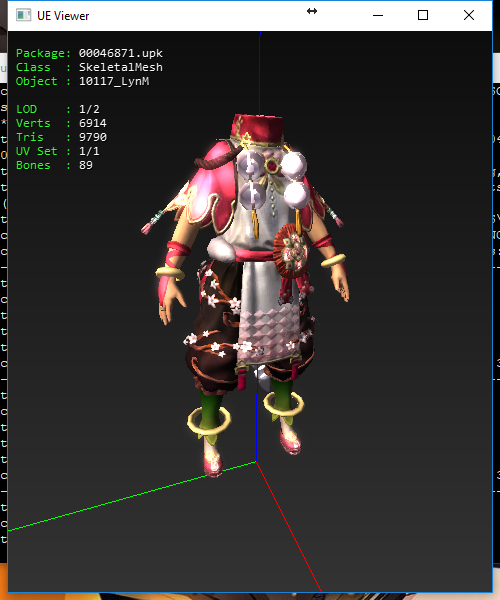 UE Viewer
Package: 00046871.upk
Class : SkeletalMesh
Object : 10117_LynM
LOD : 1/2
Verts : 6914
Tris : 9790
UV Set : 1/1
Bones : 89